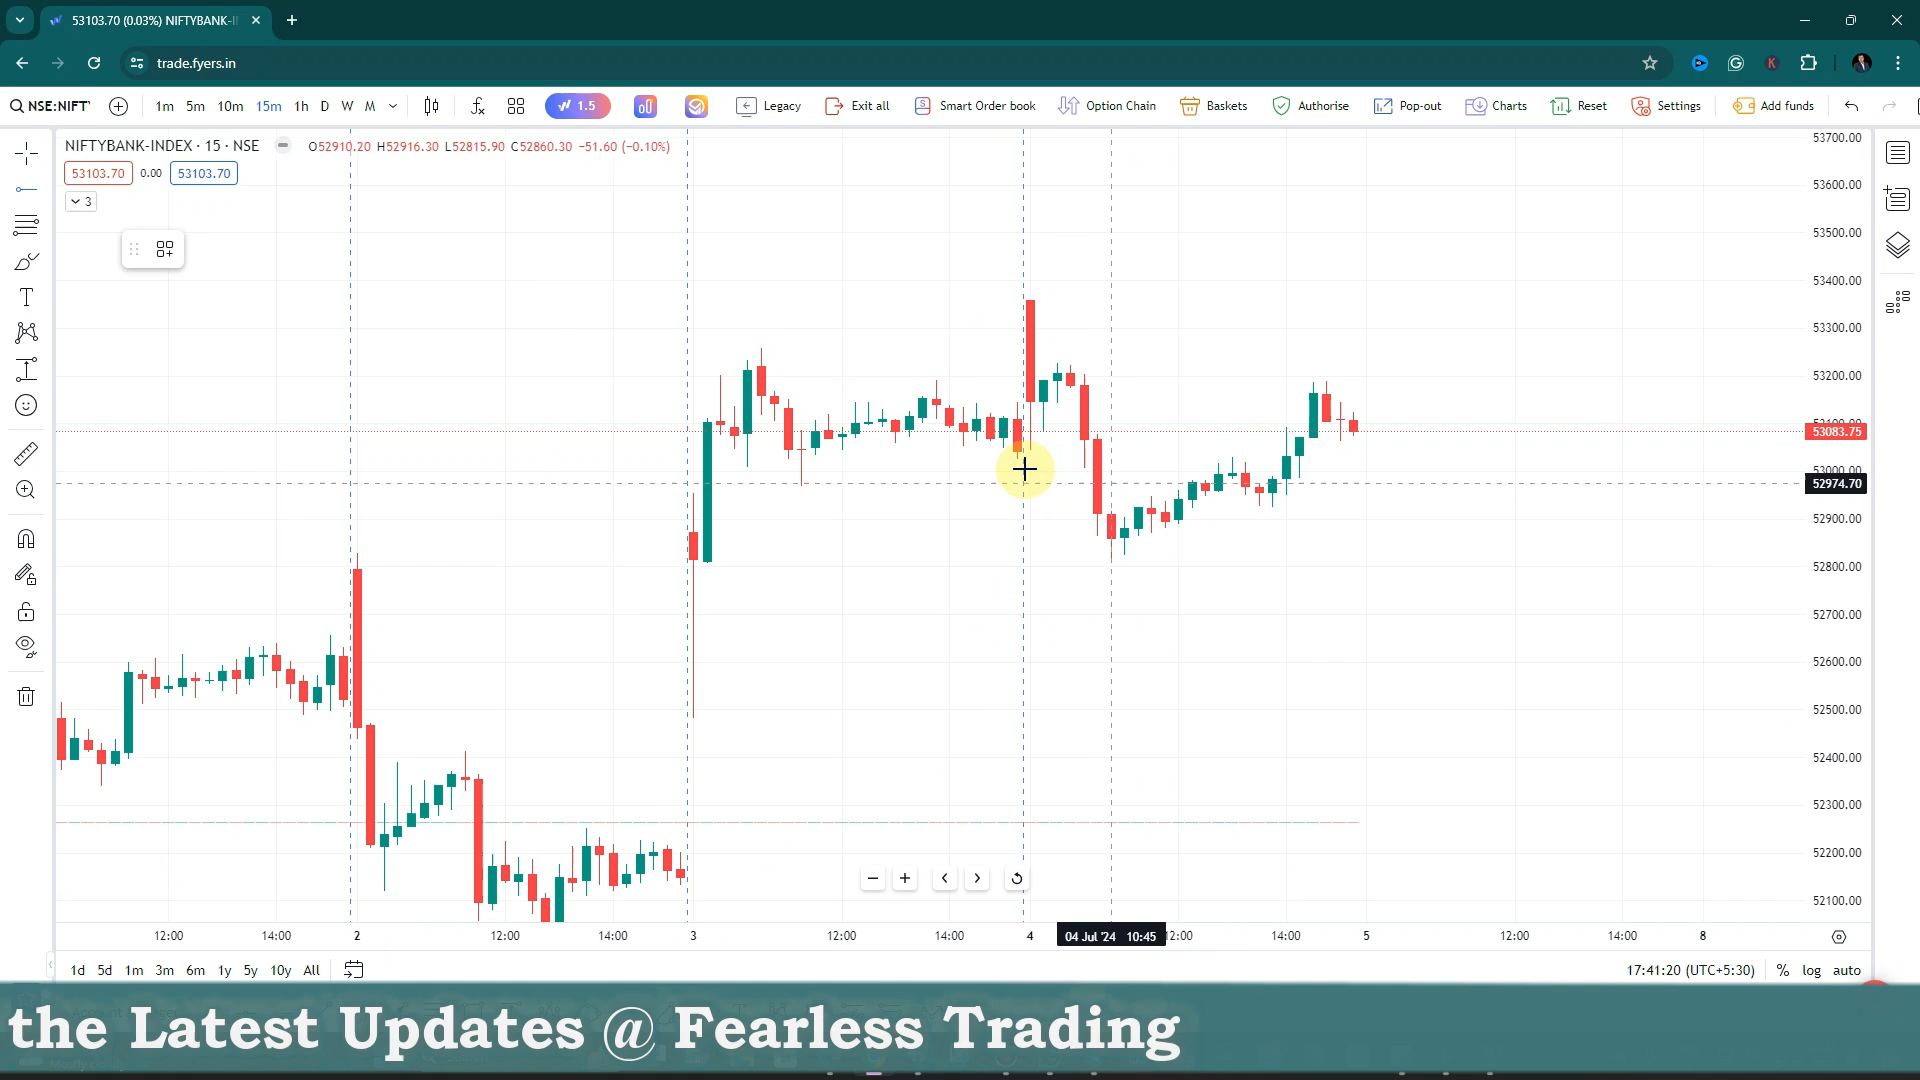 53103.70 (0.03%) NIFTYBANK-I
trade.fyers.in
NSE:NIFT
1m 5m 10m 15m 1h D W M
1.5
Legacy
Exit all
Smart Order book
Option Chain
Baskets
Authorise
Pop-out
Charts
Reset
Settings
Add funds
NIFTYBANK-INDEX · 15 · NSE
O52910.20 H52916.30 L52815.90 C52860.30 −51.60 (−0.10%)
53103.70 0.00 53103.70
3
53700.00
53600.00
53500.00
53400.00
53300.00
53200.00
53083.75
53000.00
52974.70
52900.00
52800.00
52700.00
52600.00
52500.00
52400.00
52300.00
52200.00
52100.00
12:00 14:00 2 12:00 14:00 3 12:00 14:00 4 04 Jul '24 10:45 12:00 14:00 5 12:00 14:00 8
1d 5d 1m 3m 6m 1y 5y 10y All
17:41:20 (UTC+5:30) % log auto
the Latest Updates @ Fearless Trading